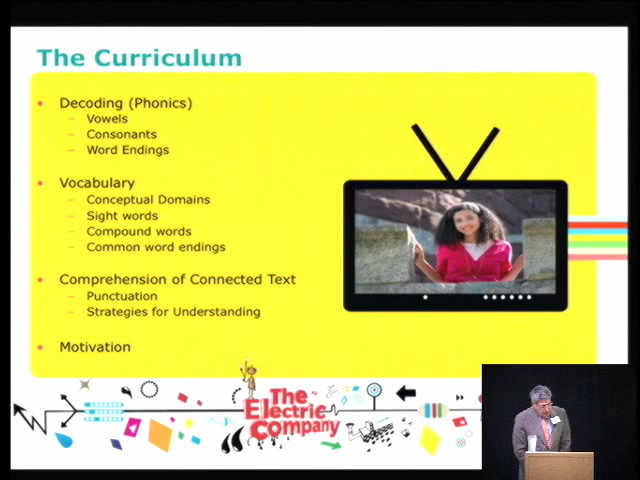 The Curriculum
Decoding (Phonics)
Vowels
Consonants
Word Endings
Vocabulary
Conceptual Domains
Sight words
Compound words
Common word endings
Comprehension of Connected Text
Punctuation
Strategies for Understanding
Motivation
The
Electric
Company